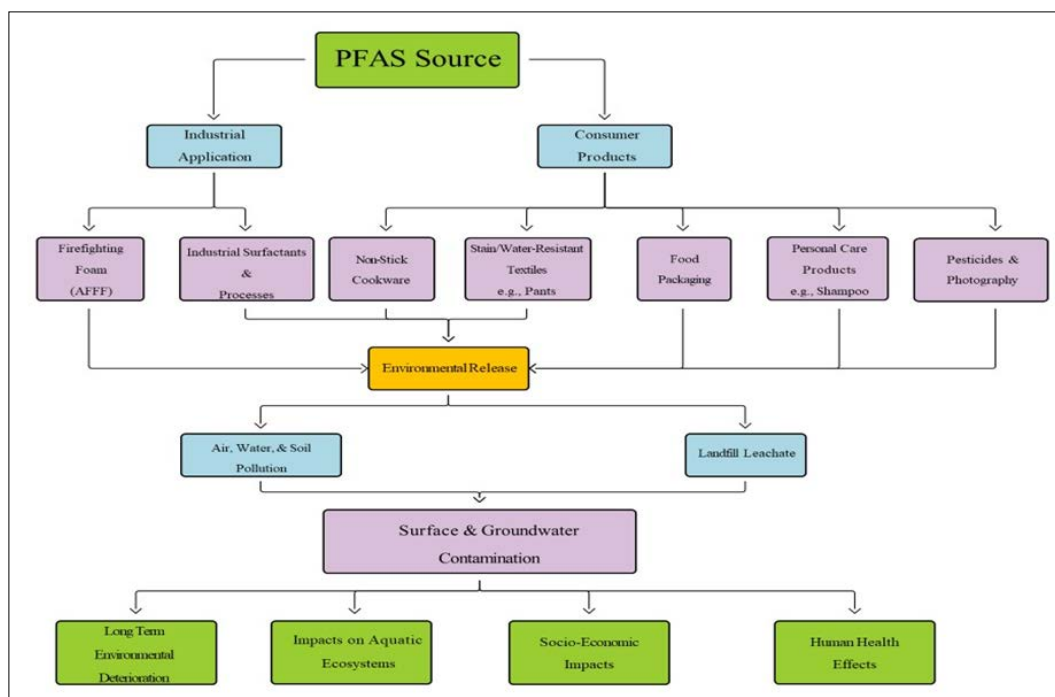 PFAS Source
Industrial
Application
Consumer
Products
Firefighting
Foam
(AFFF)
Industrial Surfactants
&
Processes
Non-Stick
Cookware
Stain/Water-Resistant
Textiles
e.g., Pants
Food
Packaging
Personal Care
Products
e.g., Shampoo
Pesticides &
Photography
Environmental Release
Air, Water, & Soil
Pollution
Landfill Leachate
Surface & Groundwater
Contamination
Long Term
Environmental
Deterioration
Impacts on Aquatic
Ecosystems
Socio-Economic
Impacts
Human Health
Effects